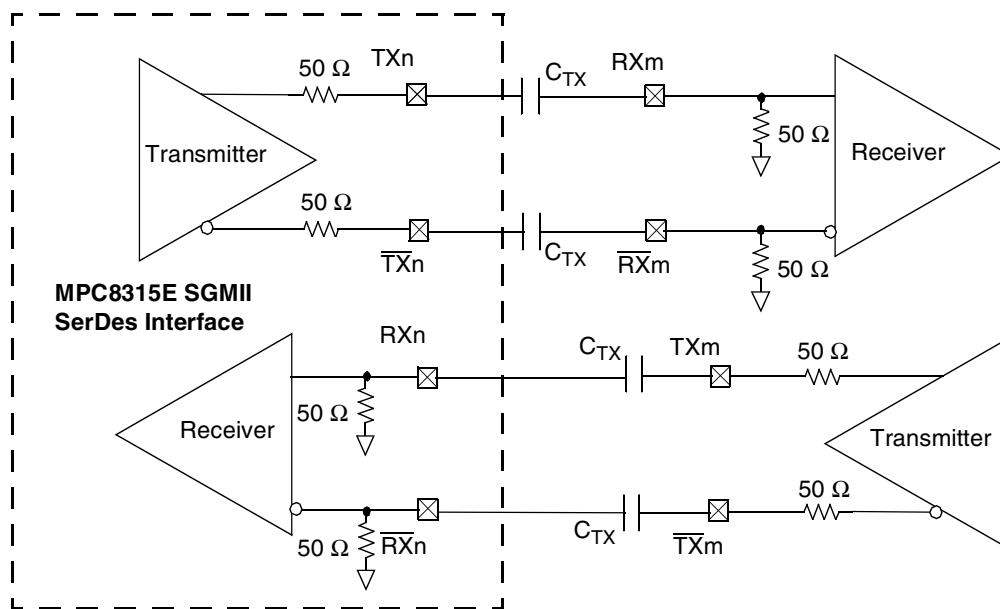 50 Ω
TXn
C_TX
RXm
50 Ω
Transmitter
Receiver
50 Ω
T̅X̅n
C_TX
R̅X̅m
50 Ω
MPC8315E SGMII
SerDes Interface
RXn
C_TX
TXm
50 Ω
50 Ω
Receiver
Transmitter
50 Ω
50 Ω
R̅X̅n
C_TX
T̅X̅m